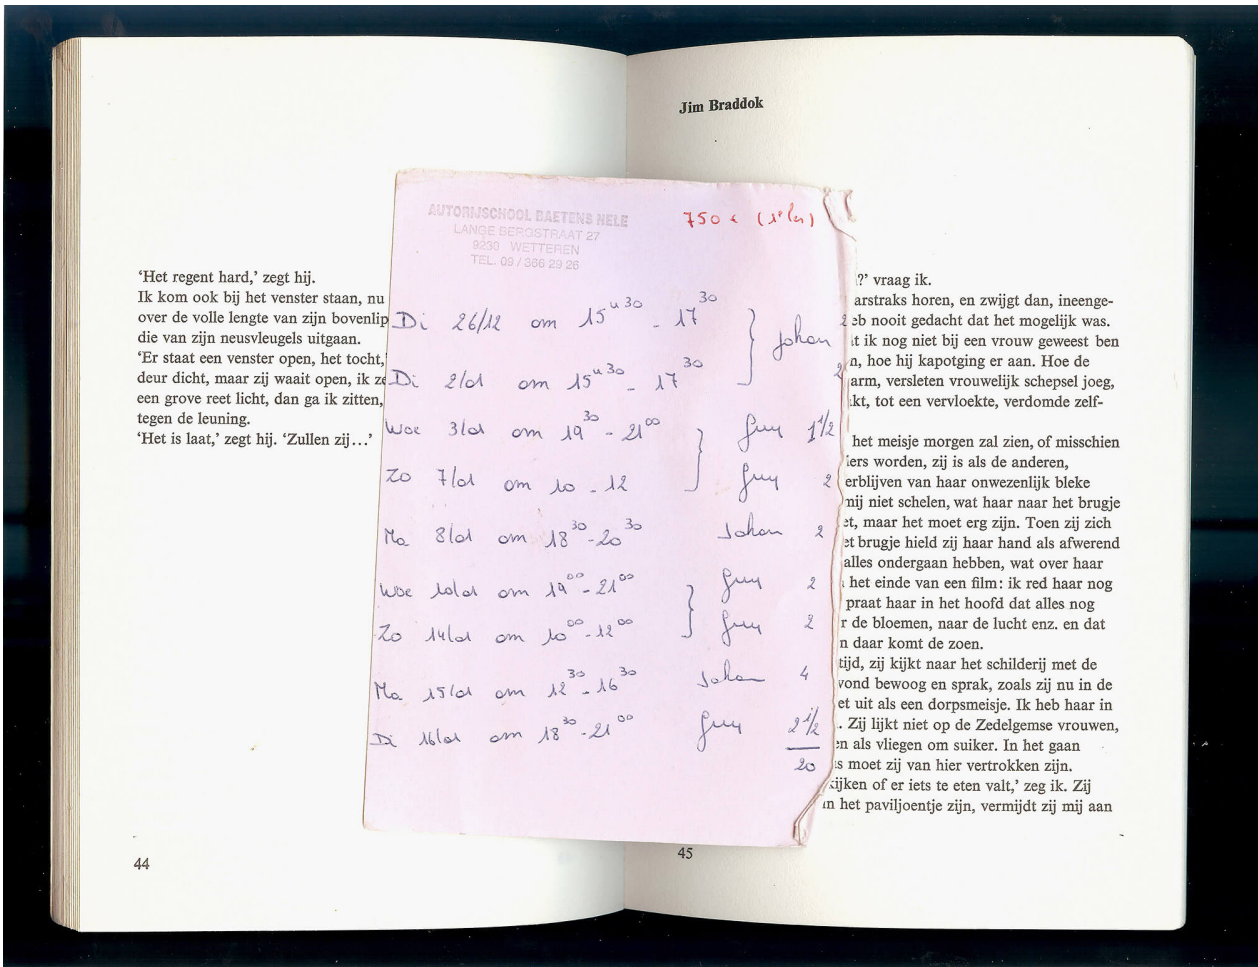 'Het regent hard,' zegt hij.
Ik kom ook bij het venster staan, nu
over de volle lengte van zijn bovenlip
die van zijn neusvleugels uitgaan.
'Er staat een venster open, het tocht,'
deur dicht, maar zij waait open, ik ze
een grove reet licht, dan ga ik zitten,
tegen de leuning.
'Het is laat,' zegt hij. 'Zullen zij...'
44
AUTORIJSCHOOL BAETENS NELE
LANGE BERGSTRAAT 27
9230 WETTEREN
TEL. 09 / 366 29 26
750 €
Di 26/12 om 15u30 - 17 30 Johan 2
Di 2/01 om 15u30 - 17 30 2
Woe 3/01 om 19 30 - 21 00 Guy 1 1/2
Zo 7/01 om 10 - 12 Guy 2
Ma 8/01 om 18 30 - 20 30 Johan 2
Woe 10/01 om 19 00 - 21 00 Guy 2
Zo 14/01 om 10 00 - 12 00 Guy 2
Ma 15/01 om 12 30 - 16 30 Johan 4
Di 16/01 om 18 30 - 21 00 Guy 2 1/2
20
Jim Braddok
?' vraag ik.
arstraks horen, en zwijgt dan, ineenge-
eb nooit gedacht dat het mogelijk was.
it ik nog niet bij een vrouw geweest ben
n, hoe hij kapotging er aan. Hoe de
arm, versleten vrouwelijk schepsel joeg,
kt, tot een vervloekte, verdomde zelf-
het meisje morgen zal zien, of misschien
ers worden, zij is als de anderen,
erblijven van haar onwezenlijk bleke
mij niet schelen, wat haar naar het brugje
et, maar het moet erg zijn. Toen zij zich
et brugje hield zij haar hand als afwerend
alles ondergaan hebben, wat over haar
het einde van een film: ik red haar nog
praat haar in het hoofd dat alles nog
r de bloemen, naar de lucht enz. en dat
n daar komt de zoen.
tijd, zij kijkt naar het schilderij met de
vond bewoog en sprak, zoals zij nu in de
et uit als een dorpsmeisje. Ik heb haar in
. Zij lijkt niet op de Zedelgemse vrouwen,
en als vliegen om suiker. In het gaan
s moet zij van hier vertrokken zijn.
kijken of er iets te eten valt,' zeg ik. Zij
in het paviljoentje zijn, vermijdt zij mij aan
45